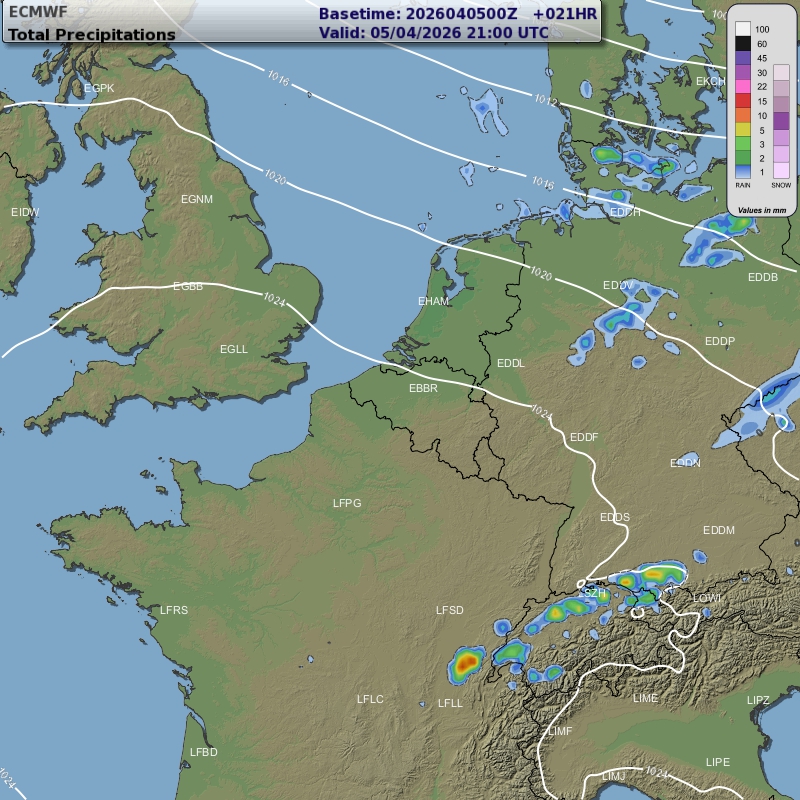 ECMWF
Total Precipitations
Basetime: 2026040500Z +021HR
Valid: 05/04/2026 21:00 UTC
100
60
45
30
22
15
10
5
3
2
1
RAIN SNOW
Values in mm
1016
1012
EGPK
EKCH
1020
1016
EIDW
EGNM
EDCH
1020
EDDB
EGBB
1024
EDDV
EHAM
EDDP
EGLL
EDDL
EBBR
1024
EDDF
EDDN
LFPG
EDDS
EDDM
LSZH
LOWI
LFRS
LFSD
LFLC
LFLL
LIME
LIPZ
LIMF
LFBD
LIPE
LIMJ
1024
1024